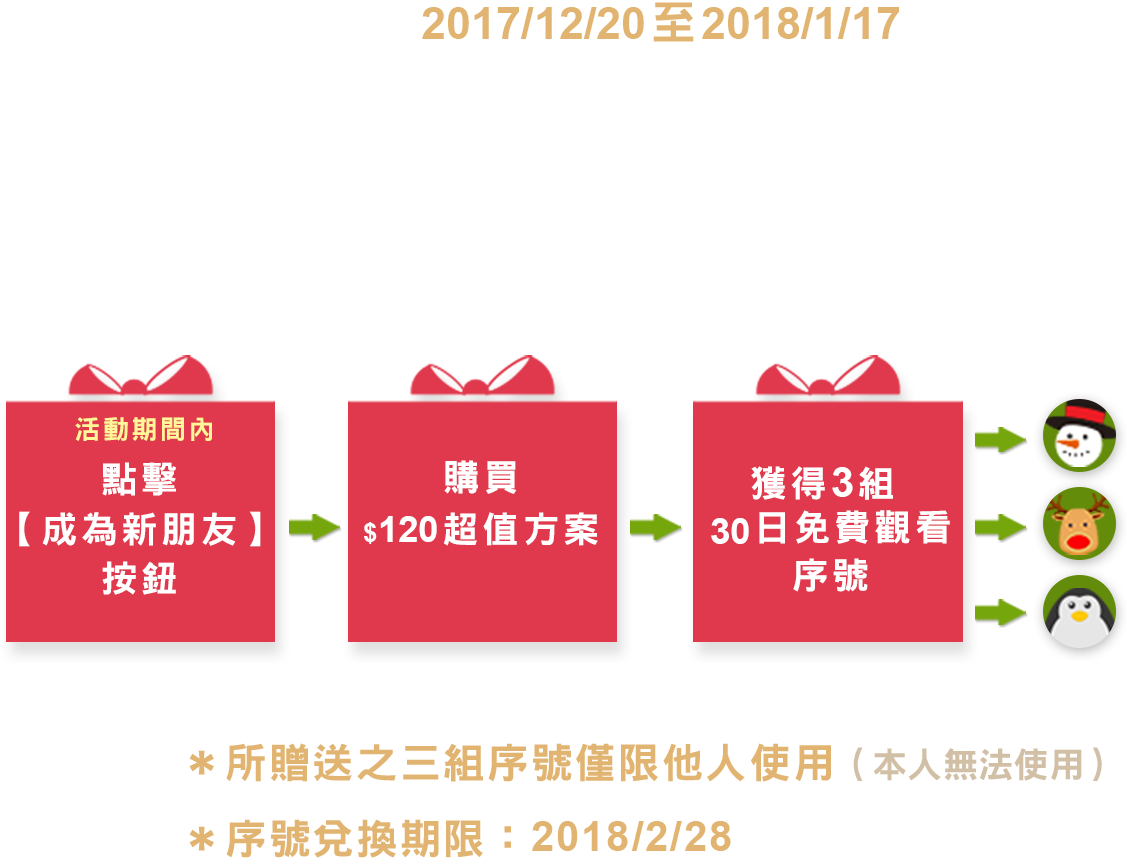 2017/12/20至2018/1/17
活動期間內
點擊
【成為新朋友】
按鈕
購買
$120超值方案
獲得3組
30日免費觀看
序號
＊所贈送之三組序號僅限他人使用（本人無法使用）
＊序號兌換期限：2018/2/28